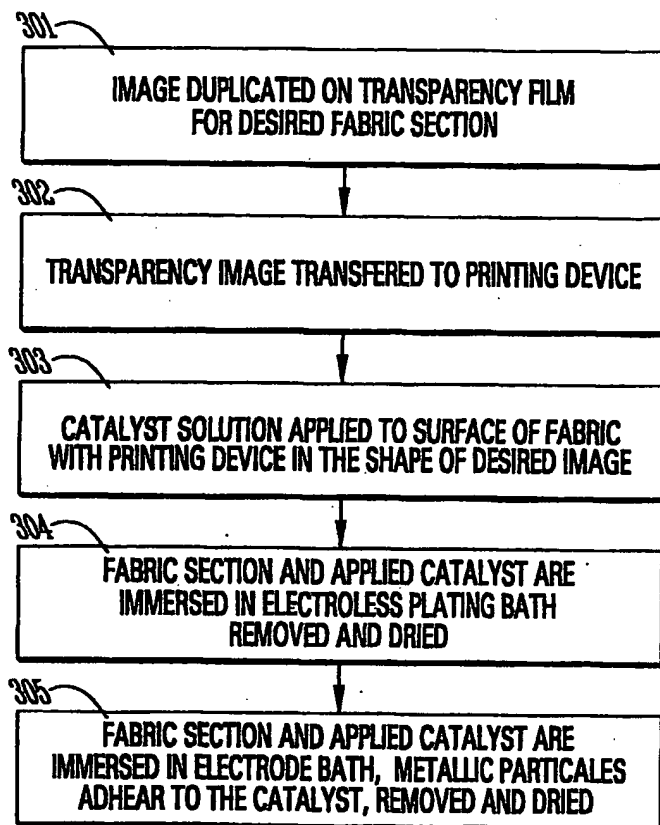 301
IMAGE DUPLICATED ON TRANSPARENCY FILM
FOR DESIRED FABRIC SECTION
302
TRANSPARENCY IMAGE TRANSFERED TO PRINTING DEVICE
303
CATALYST SOLUTION APPLIED TO SURFACE OF FABRIC
WITH PRINTING DEVICE IN THE SHAPE OF DESIRED IMAGE
304
FABRIC SECTION AND APPLIED CATALYST ARE
IMMERSED IN ELECTROLESS PLATING BATH
REMOVED AND DRIED
305
FABRIC SECTION AND APPLIED CATALYST ARE
IMMERSED IN ELECTRODE BATH, METALLIC PARTICALES
ADHEAR TO THE CATALYST, REMOVED AND DRIED